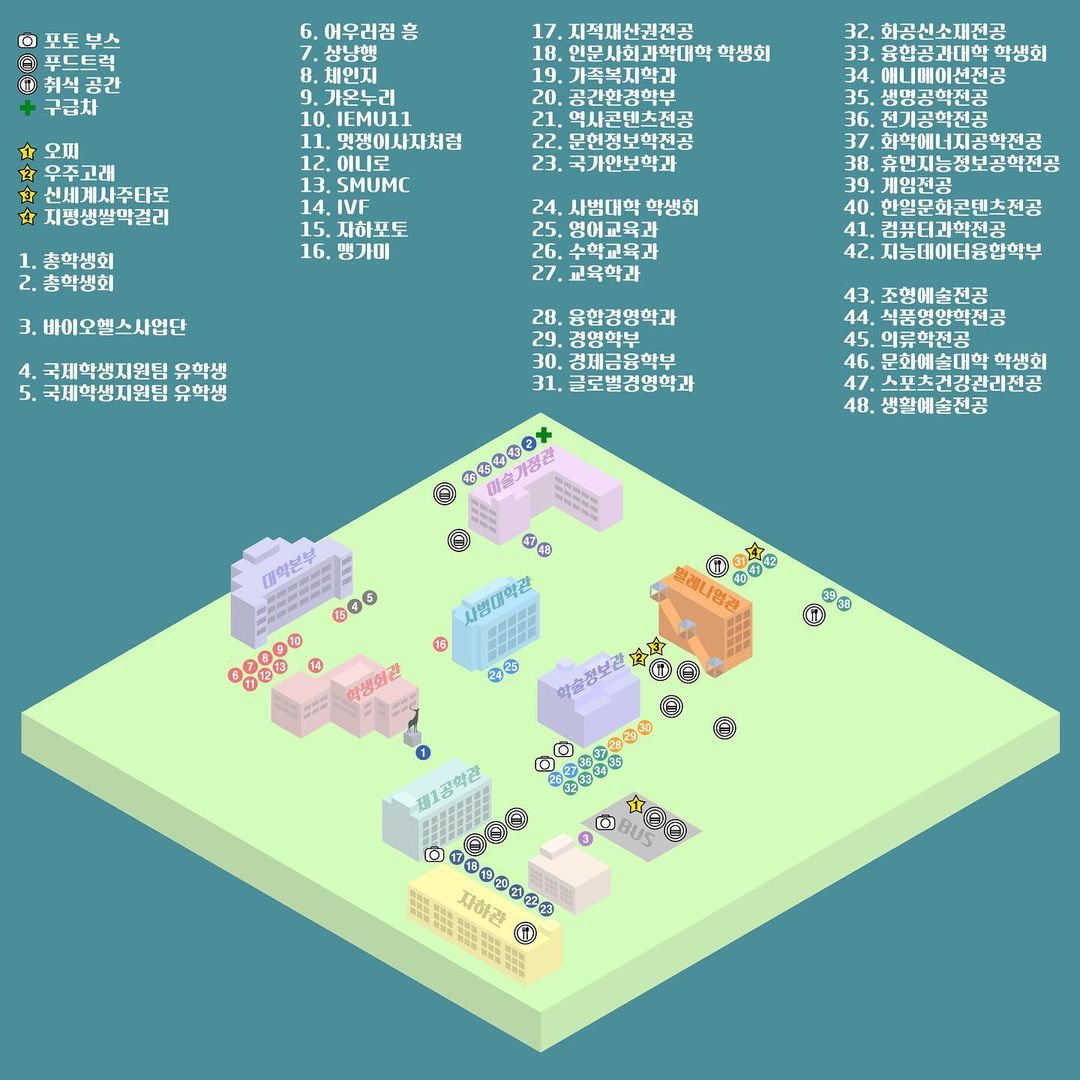 포토 부스
푸드트럭
취식 공간
구급차
1 오찌
2 우주고래
3 신세계사주타로
4 지평생쌀막걸리
1. 총학생회
2. 총학생회
3. 바이오헬스사업단
4. 국제학생지원팀 유학생
5. 국제학생지원팀 유학생
6. 어우러짐 흥
7. 상냥행
8. 체인지
9. 가온누리
10. IEMU11
11. 멋쟁이사자처럼
12. 이니로
13. SMUMC
14. IVF
15. 자하포토
16. 맹가미
17. 지적재산권전공
18. 인문사회과학대학 학생회
19. 가족복지학과
20. 공간환경학부
21. 역사콘텐츠전공
22. 문헌정보학전공
23. 국가안보학과
24. 사범대학 학생회
25. 영어교육과
26. 수학교육과
27. 교육학과
28. 융합경영학과
29. 경영학부
30. 경제금융학부
31. 글로벌경영학과
32. 화공신소재전공
33. 융합공과대학 학생회
34. 애니메이션전공
35. 생명공학전공
36. 전기공학전공
37. 화학에너지공학전공
38. 휴먼지능정보공학전공
39. 게임전공
40. 한일문화콘텐츠전공
41. 컴퓨터과학전공
42. 지능데이터융합학부
43. 조형예술전공
44. 식품영양학전공
45. 의류학전공
46. 문화예술대학 학생회
47. 스포츠건강관리전공
48. 생활예술전공
46 45 44 43 2
미술가정관
47 48
대학본부
15 4 5
사범대학관
16
24 25
31 4 42
40 41
밀레니엄관
39 38
6 7 8 9 10
11 12 13
14
학생회관
1
학술정보관
2 3
28 29 30
26 27 36 37
32 33 34 35
제1공학관
1
BUS
3
17 18 19 20 21 22 23
자하관